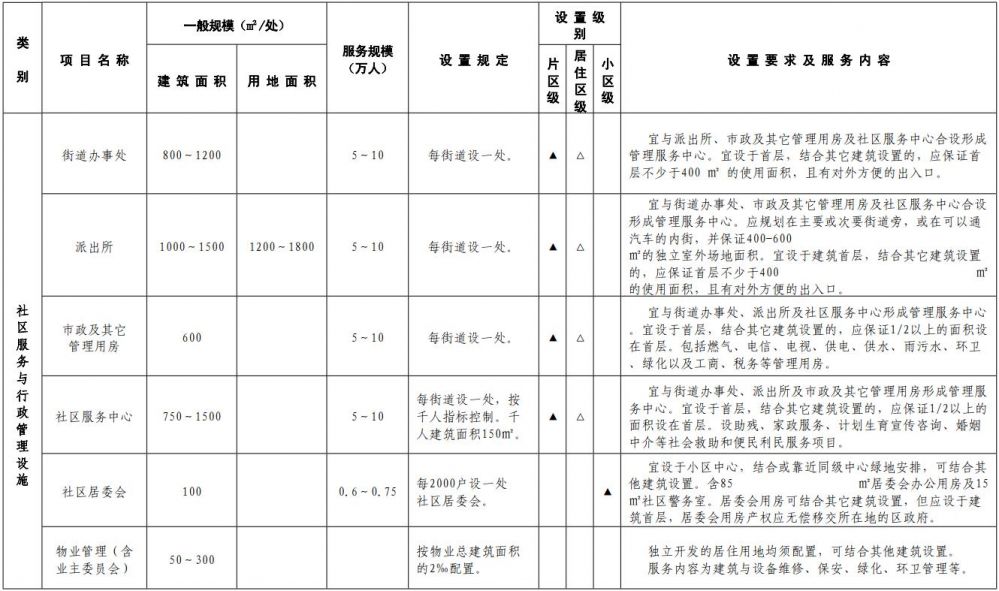 类别
项目名称
一般规模（㎡/处）
建筑面积
用地面积
服务规模
（万人）
设置规定
设置级
别
片区级
居住区级
小区级
设置要求及服务内容
社区服务与行政管理设施
街道办事处
800～1200
5～10
每街道设一处。
▲
△
宜与派出所、市政及其它管理用房及社区服务中心合设形成
管理服务中心。宜设于首层，结合其它建筑设置的，应保证首
层不少于400 ㎡ 的使用面积，且有对外方便的出入口。
派出所
1000～1500
1200～1800
5～10
每街道设一处。
▲
△
宜与街道办事处、市政及其它管理用房及社区服务中心合设
形成管理服务中心。应规划在主要或次要街道旁，或在可以通
汽车的内街，并保证400-600
㎡的独立室外场地面积。宜设于建筑首层，结合其它建筑设置
的，应保证首层不少于400 ㎡
的使用面积，且有对外方便的出入口。
市政及其它
管理用房
600
5～10
每街道设一处。
▲
△
宜与街道办事处、派出所及社区服务中心形成管理服务中心
。宜设于首层，结合其它建筑设置的，应保证1/2以上的面积设
在首层。包括燃气、电信、电视、供电、供水、雨污水、环卫
、绿化以及工商、税务等管理用房。
社区服务中心
750～1500
5～10
每街道设一处，按
千人指标控制。千
人建筑面积150㎡。
▲
△
宜与街道办事处、派出所及市政及其它管理用房形成管理服
务中心。宜设于首层，结合其它建筑设置的，应保证1/2以上的
面积设在首层。设助残、家政服务、计划生育宣传咨询、婚姻
中介等社会救助和便民利民服务项目。
社区居委会
100
0.6～0.75
每2000户设一处
社区居委会。
▲
宜设于小区中心，结合或靠近同级中心绿地安排，可结合其
他建筑设置。含85 ㎡居委会办公用房及15
㎡社区警务室。居委会用房可结合其它建筑设置，但应设于建
筑首层，居委会用房产权应无偿移交所在地的区政府。
物业管理（含
业主委员会）
50～300
按物业总建筑面积
的2‰配置。
独立开发的居住用地均须配置，可结合其他建筑设置。
服务内容为建筑与设备维修、保安、绿化、环卫管理等。